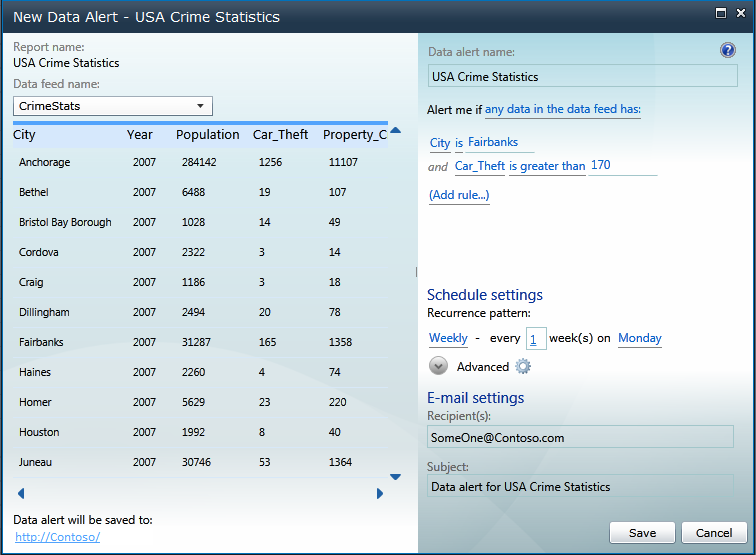 New Data Alert - USA Crime Statistics
Report name:
USA Crime Statistics
Data feed name:
CrimeStats
City Year Population Car_Theft Property_C
Anchorage 2007 284142 1256 11107
Bethel 2007 6488 19 107
Bristol Bay Borough 2007 1028 14 49
Cordova 2007 2322 3 14
Craig 2007 1186 3 18
Dillingham 2007 2494 20 78
Fairbanks 2007 31287 165 1358
Haines 2007 2260 4 74
Homer 2007 5629 23 220
Houston 2007 1992 8 40
Juneau 2007 30746 53 1364
Data alert will be saved to:
http://Contoso/
Data alert name:
USA Crime Statistics
Alert me if any data in the data feed has:
City is Fairbanks
and Car_Theft is greater than 170
(Add rule...)
Schedule settings
Recurrence pattern:
Weekly - every 1 week(s) on Monday
Advanced
E-mail settings
Recipient(s):
SomeOne@Contoso.com
Subject:
Data alert for USA Crime Statistics
Save Cancel